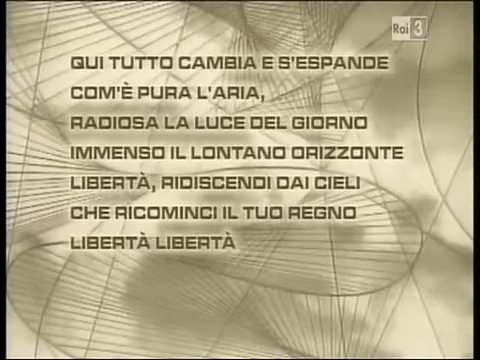 Rai 3
QUI TUTTO CAMBIA E S'ESPANDE
COM'È PURA L'ARIA,
RADIOSA LA LUCE DEL GIORNO
IMMENSO IL LONTANO ORIZZONTE
LIBERTÀ, RIDISCENDI DAI CIELI
CHE RICOMINCI IL TUO REGNO
LIBERTÀ LIBERTÀ